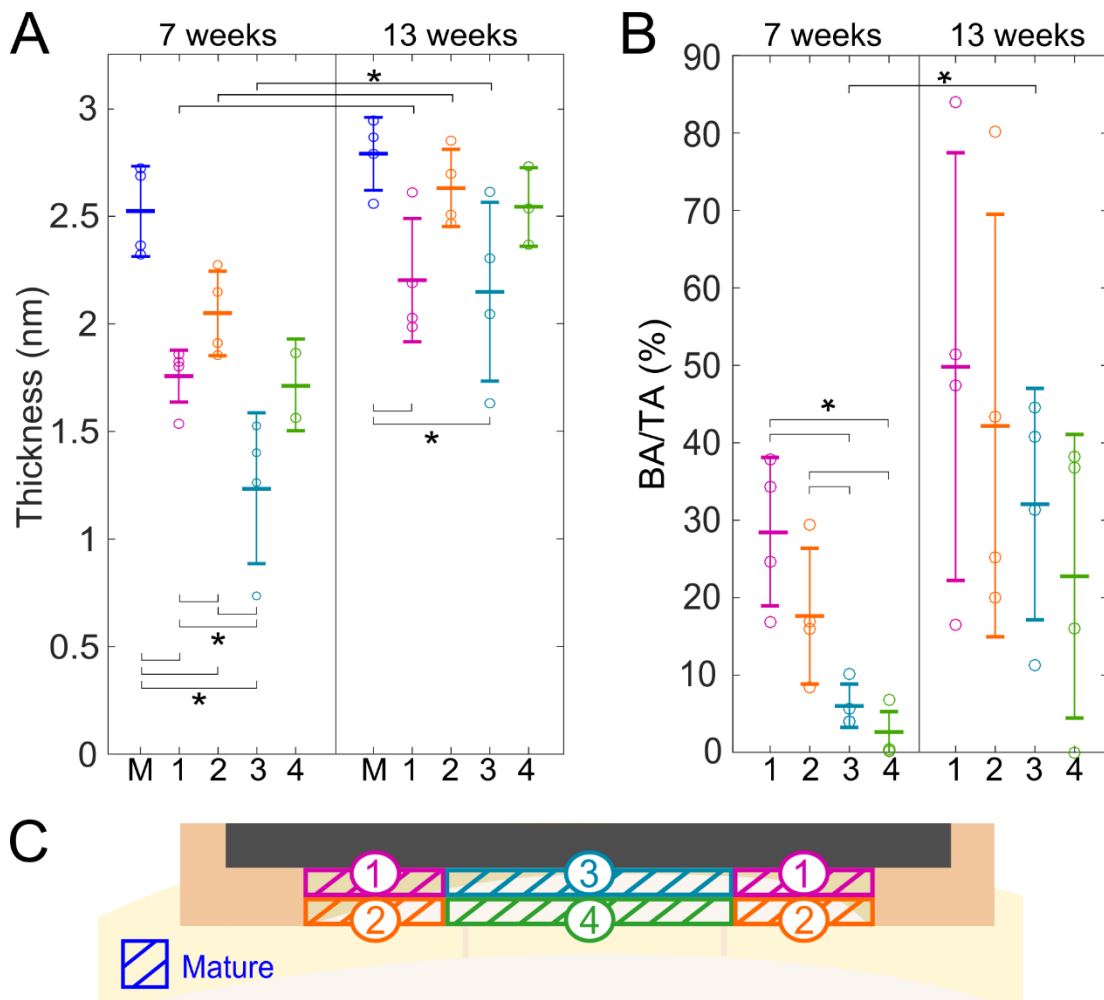 A
7 weeks
13 weeks
Thickness (nm)
3
2.5
2
1.5
1
0.5
0
*
*
*
*
M 1 2 3 4
M 1 2 3 4
B
7 weeks
13 weeks
BA/TA (%)
90
80
70
60
50
40
30
20
10
0
*
*
1 2 3 4
1 2 3 4
C
1 3 1
2 4 2
Mature